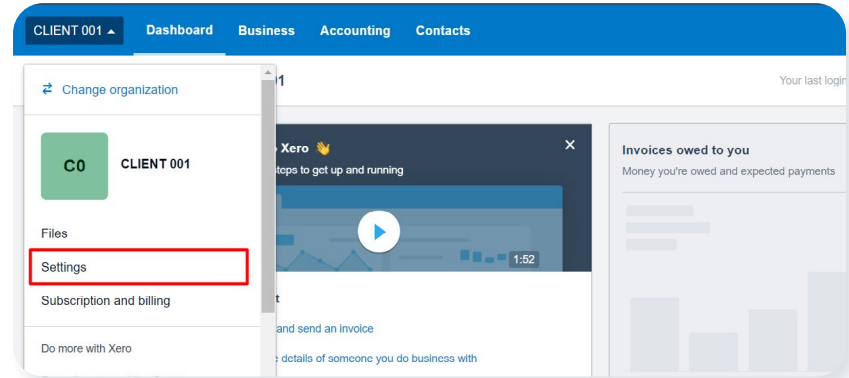 CLIENT 001 Dashboard Business Accounting Contacts
Change organization
Your last login
C0 CLIENT 001
Files
Settings
Subscription and billing
Do more with Xero
Xero
steps to get up and running
1:52
and send an invoice
details of someone you do business with
Invoices owed to you
Money you're owed and expected payments